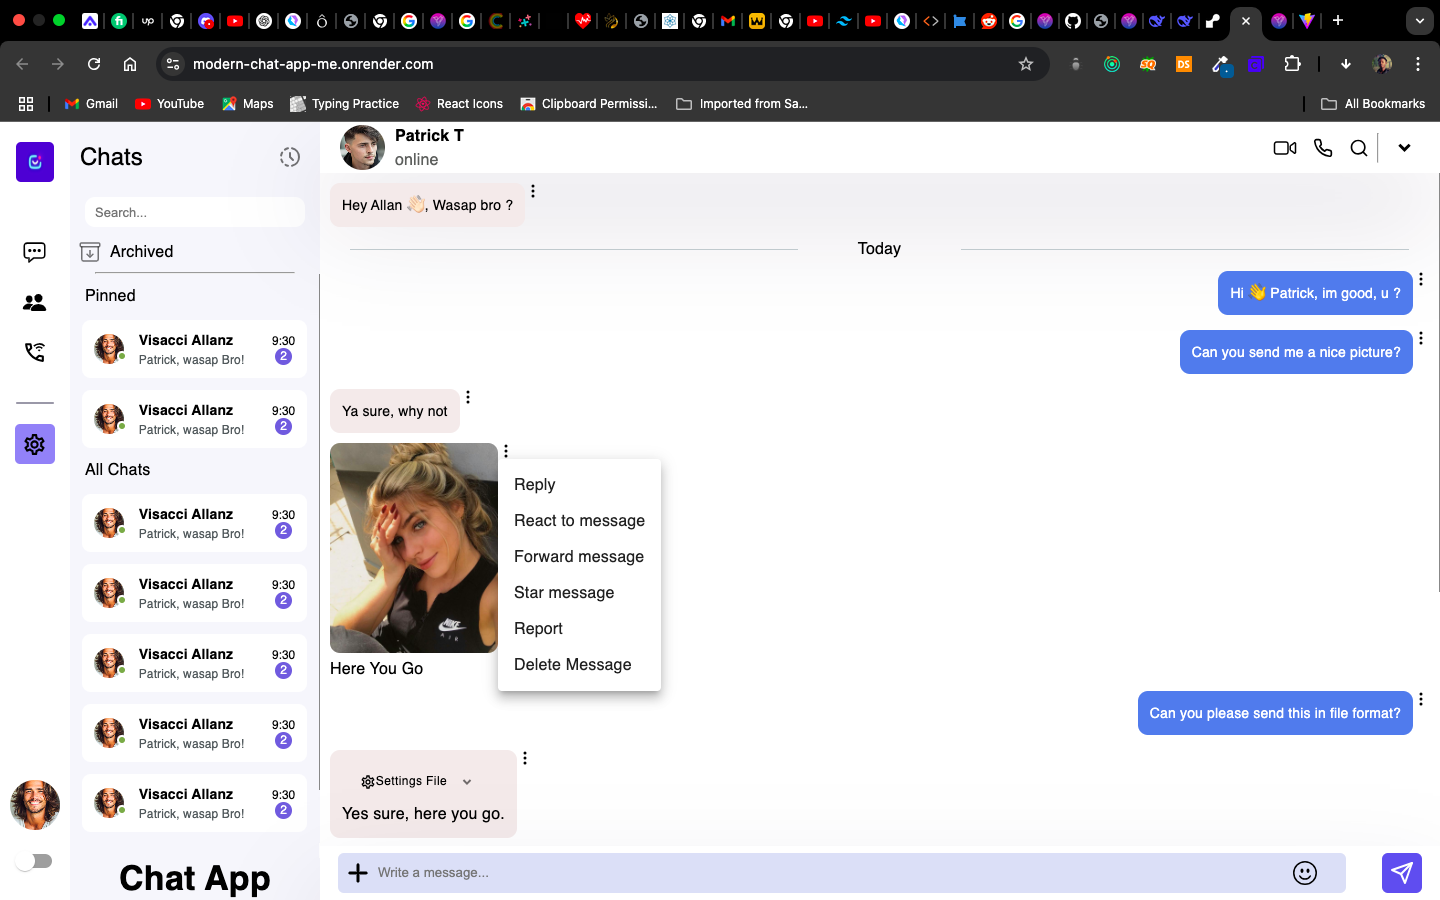 modern-chat-app-me.onrender.com
Gmail
YouTube
Maps
Typing Practice
React Icons
Clipboard Permissi...
Imported from Sa...
All Bookmarks
Chats
Search...
Archived
Pinned
Visacci Allanz 9:30
Patrick, wasap Bro! 2
Visacci Allanz 9:30
Patrick, wasap Bro! 2
All Chats
Visacci Allanz 9:30
Patrick, wasap Bro! 2
Visacci Allanz 9:30
Patrick, wasap Bro! 2
Visacci Allanz 9:30
Patrick, wasap Bro! 2
Visacci Allanz 9:30
Patrick, wasap Bro! 2
Visacci Allanz 9:30
Patrick, wasap Bro! 2
Chat App
Patrick T
online
Hey Allan 👋🏻, Wasap bro ?
Today
Hi 👋 Patrick, im good, u ?
Can you send me a nice picture?
Ya sure, why not
NIKE
AIR
Here You Go
Reply
React to message
Forward message
Star message
Report
Delete Message
Can you please send this in file format?
Settings File
Yes sure, here you go.
Write a message...